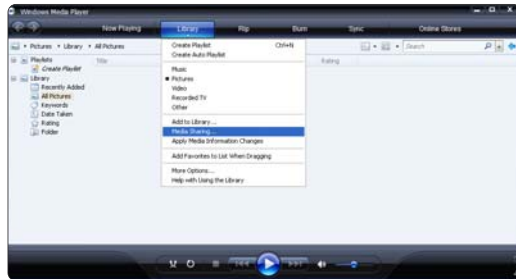 Windows Media Player
Now Playing Library Rip Burn Sync Online Stores
Pictures Library All Pictures Search
Playlists
Create Playlist
Library
Recently Added
All Pictures
Keywords
Date Taken
Rating
Folder
Title Rating
Create Playlist Ctrl+N
Create Auto Playlist
Music
Pictures
Video
Recorded TV
Other
Add to Library...
Media Sharing...
Apply Media Information Changes
Add Favorites to List When Dragging
More Options...
Help with Using the Library